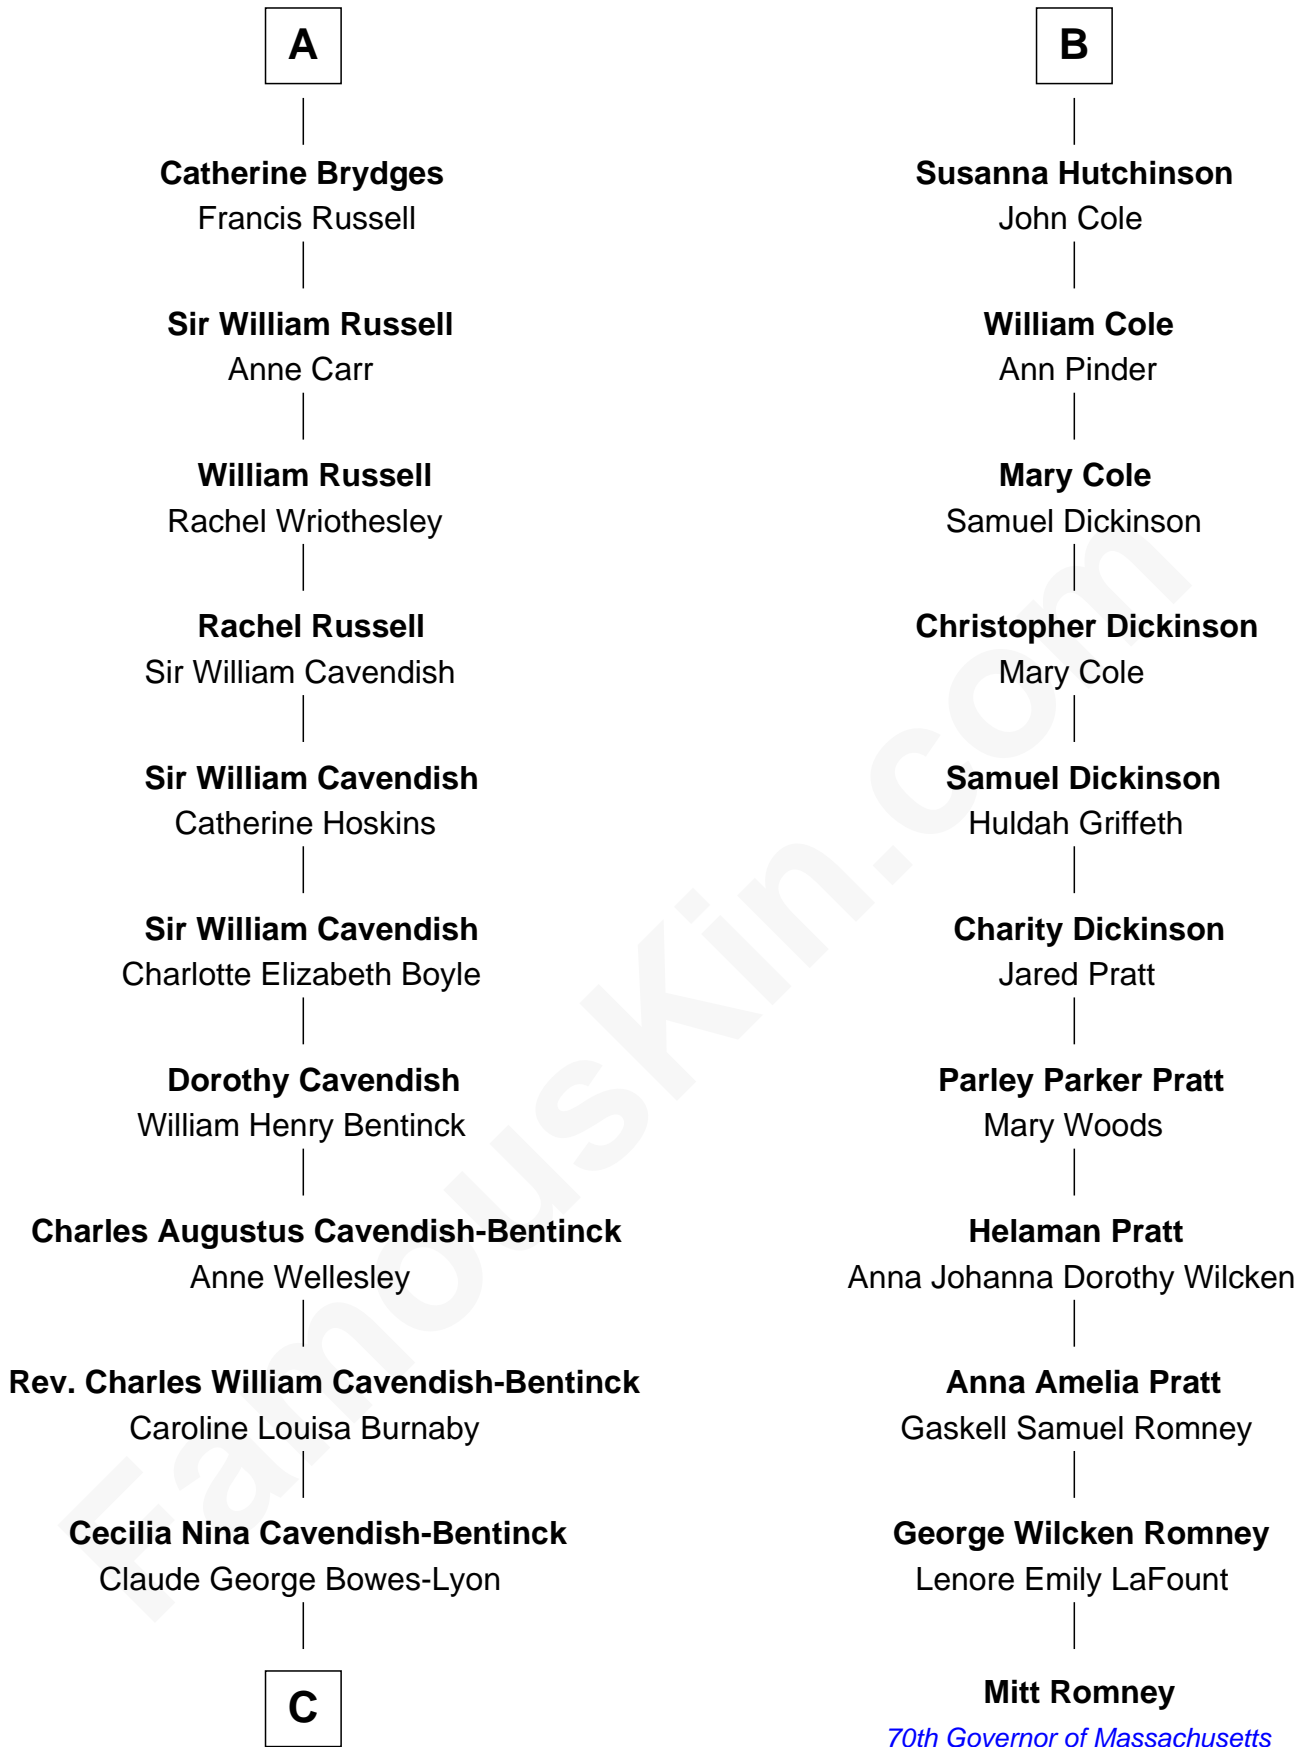 A
Catherine Brydges
Francis Russell
Sir William Russell
Anne Carr
William Russell
Rachel Wriothesley
Rachel Russell
Sir William Cavendish
Sir William Cavendish
Catherine Hoskins
Sir William Cavendish
Charlotte Elizabeth Boyle
Dorothy Cavendish
William Henry Bentinck
Charles Augustus Cavendish-Bentinck
Anne Wellesley
Rev. Charles William Cavendish-Bentinck
Caroline Louisa Burnaby
Cecilia Nina Cavendish-Bentinck
Claude George Bowes-Lyon
C
B
Susanna Hutchinson
John Cole
William Cole
Ann Pinder
Mary Cole
Samuel Dickinson
Christopher Dickinson
Mary Cole
Samuel Dickinson
Huldah Griffeth
Charity Dickinson
Jared Pratt
Parley Parker Pratt
Mary Woods
Helaman Pratt
Anna Johanna Dorothy Wilcken
Anna Amelia Pratt
Gaskell Samuel Romney
George Wilcken Romney
Lenore Emily LaFount
Mitt Romney
70th Governor of Massachusetts
FamousKin.com